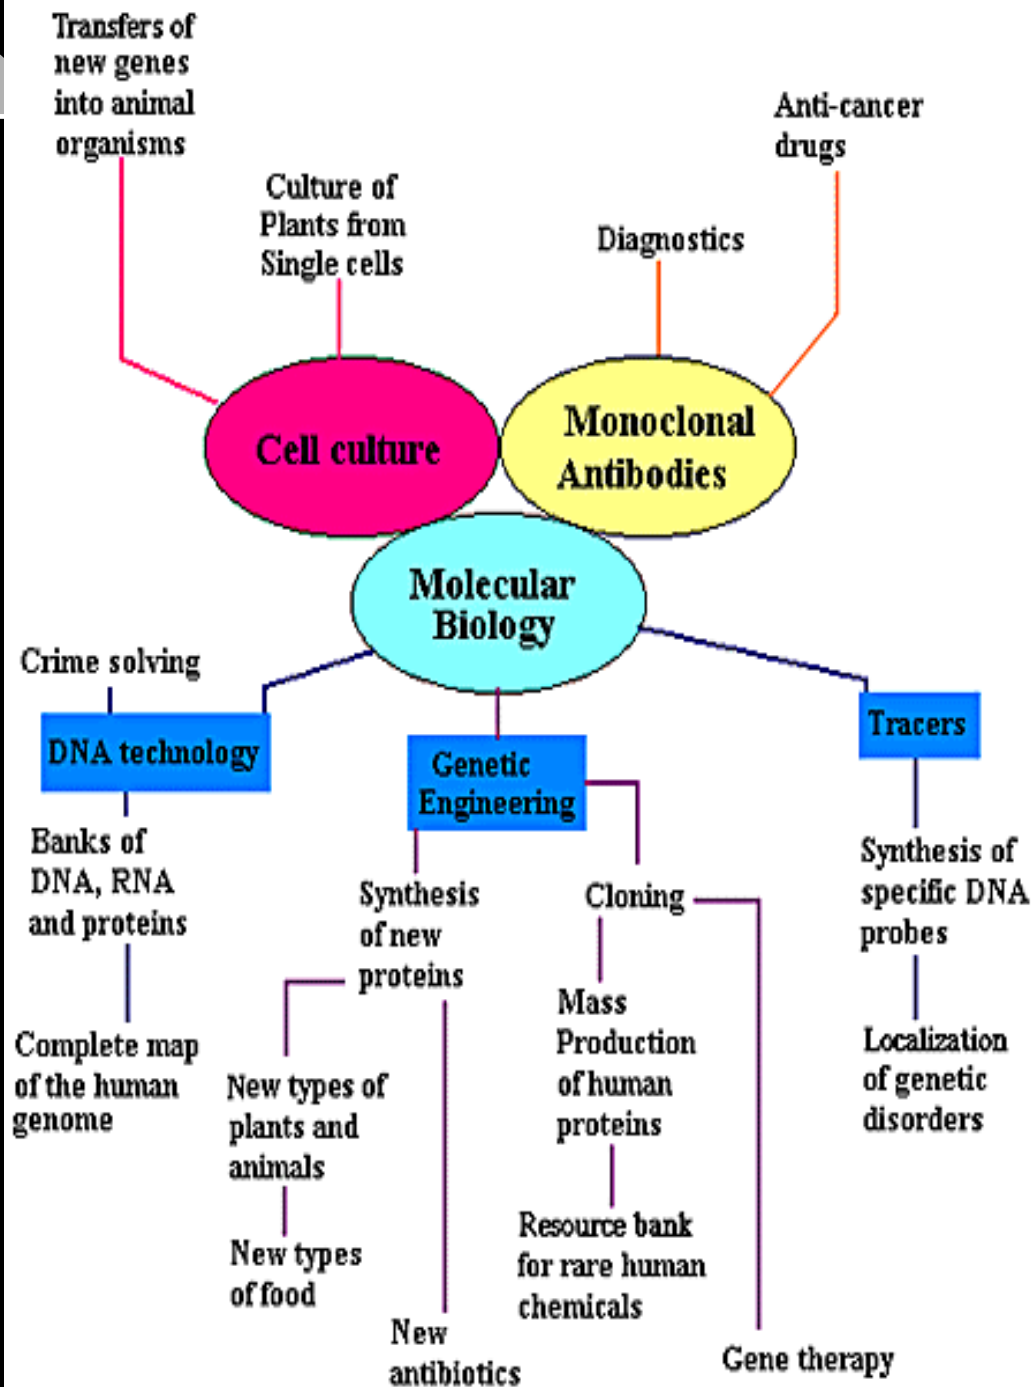 Transfers of
new genes
into animal
organisms
Culture of
Plants from
Single cells
Anti-cancer
drugs
Diagnostics
Cell culture
Monoclonal
Antibodies
Molecular
Biology
Crime solving
DNA technology
Banks of
DNA, RNA
and proteins
Complete map
of the human
genome
Genetic
Engineering
Synthesis
of new
proteins
New types of
plants and
animals
New types
of food
New
antibiotics
Cloning
Mass
Production
of human
proteins
Resource bank
for rare human
chemicals
Gene therapy
Tracers
Synthesis of
specific DNA
probes
Localization
of genetic
disorders